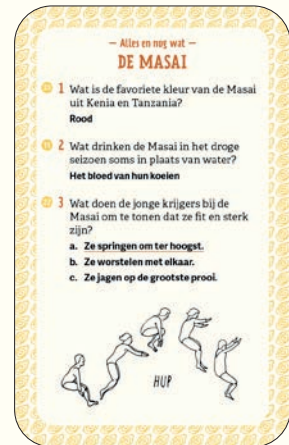 — Alles en nog wat —
DE MASAI
1 Wat is de favoriete kleur van de Masai
uit Kenia en Tanzania?
Rood
2 Wat drinken de Masai in het droge
seizoen soms in plaats van water?
Het bloed van hun koeien
3 Wat doen de jonge krijgers bij de
Masai om te tonen dat ze fit en sterk
zijn?
a. Ze springen om ter hoogst.
b. Ze worstelen met elkaar.
c. Ze jagen op de grootste prooi.
HUP